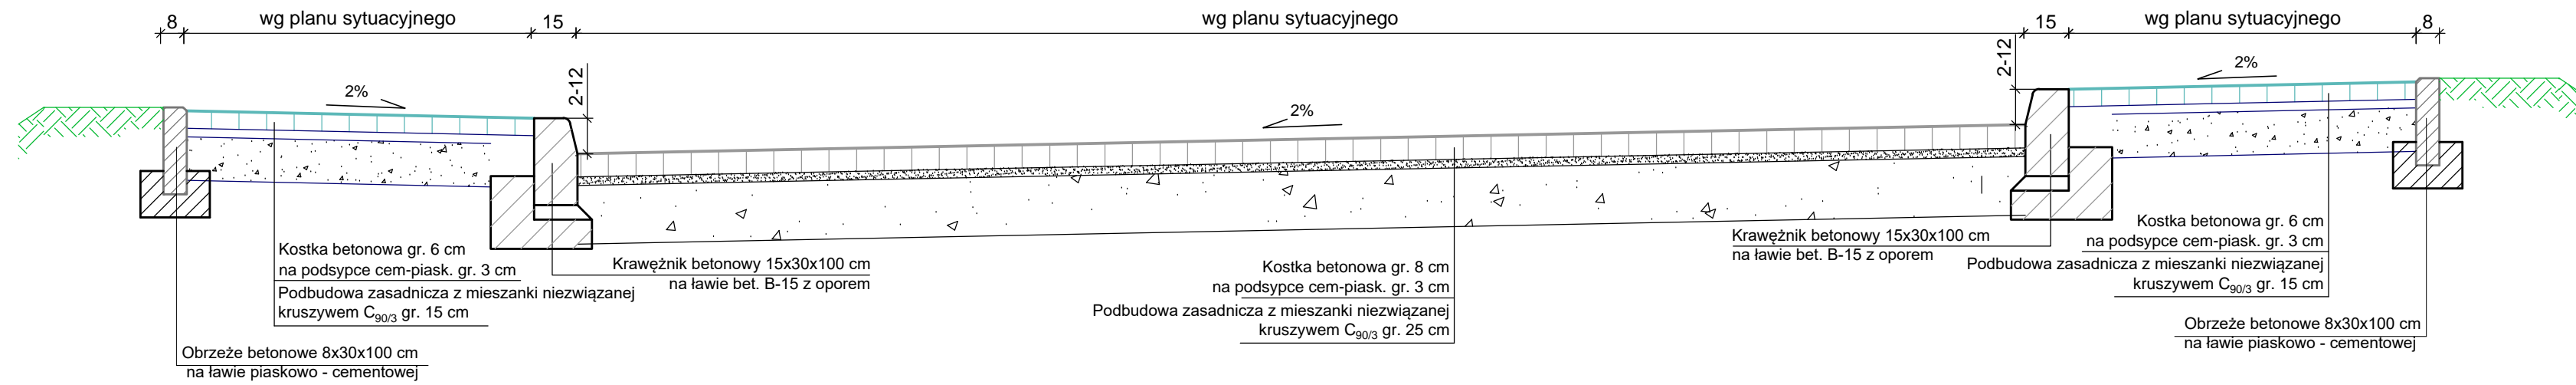 8
wg planu sytuacyjnego
15
wg planu sytuacyjnego
15
wg planu sytuacyjnego
8
2-12
2-12
2%
2%
2%
Kostka betonowa gr. 6 cm
na podsypce cem-piask. gr. 3 cm
Podbudowa zasadnicza z mieszanki niezwiązanej
kruszywem C90/3 gr. 15 cm
Obrzeże betonowe 8x30x100 cm
na ławie piaskowo - cementowej
Krawężnik betonowy 15x30x100 cm
na ławie bet. B-15 z oporem
Kostka betonowa gr. 8 cm
na podsypce cem-piask. gr. 3 cm
Podbudowa zasadnicza z mieszanki niezwiązanej
kruszywem C90/3 gr. 25 cm
Krawężnik betonowy 15x30x100 cm
na ławie bet. B-15 z oporem
Kostka betonowa gr. 6 cm
na podsypce cem-piask. gr. 3 cm
Podbudowa zasadnicza z mieszanki niezwiązanej
kruszywem C90/3 gr. 15 cm
Obrzeże betonowe 8x30x100 cm
na ławie piaskowo - cementowej